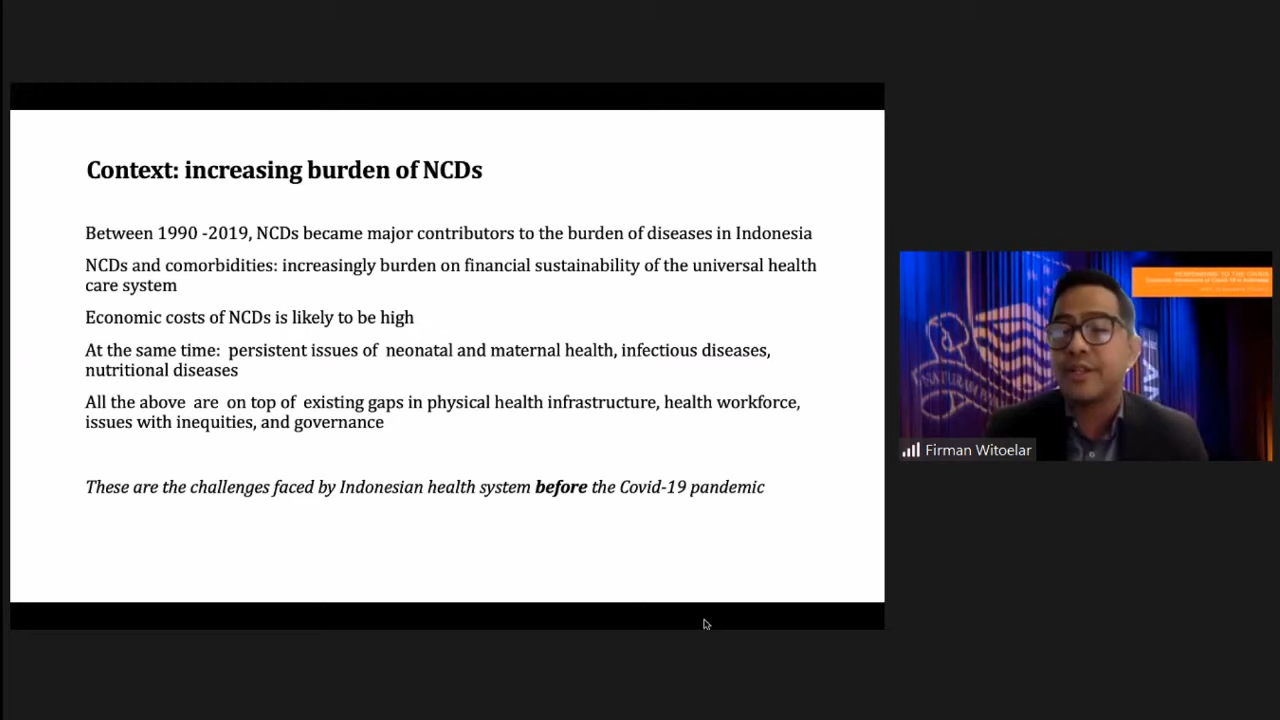 Context: increasing burden of NCDs
Between 1990 -2019, NCDs became major contributors to the burden of diseases in Indonesia
NCDs and comorbidities: increasingly burden on financial sustainability of the universal health
care system
Economic costs of NCDs is likely to be high
At the same time:  persistent issues of  neonatal and maternal health, infectious diseases,
nutritional diseases
All the above  are  on top of  existing gaps in physical health infrastructure, health workforce,
issues with inequities, and governance
These are the challenges faced by Indonesian health system before the Covid-19 pandemic
RESPONDING TO THE COVID
Firman Witoelar